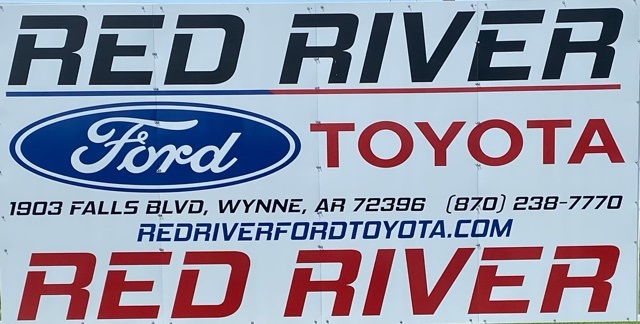 RED RIVER
Ford TOYOTA
1903 FALLS BLVD, WYNNE, AR 72396 (870) 238-7770
REDRIVERFORDTOYOTA.COM
RED RIVER